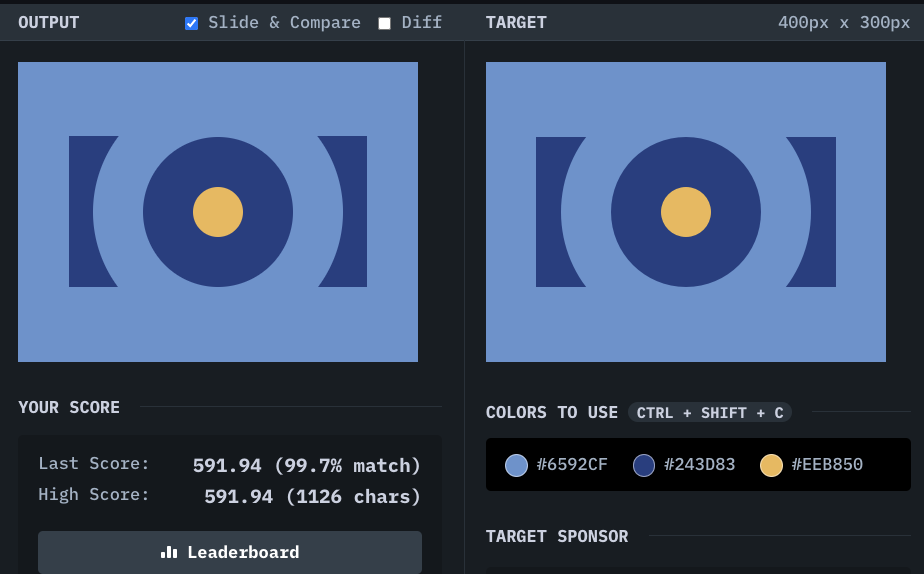 OUTPUT Slide & Compare Diff
TARGET 400px x 300px
YOUR SCORE
Last Score: 591.94 (99.7% match)
High Score: 591.94 (1126 chars)
Leaderboard
COLORS TO USE CTRL + SHIFT + C
#6592CF #243D83 #EEB850
TARGET SPONSOR